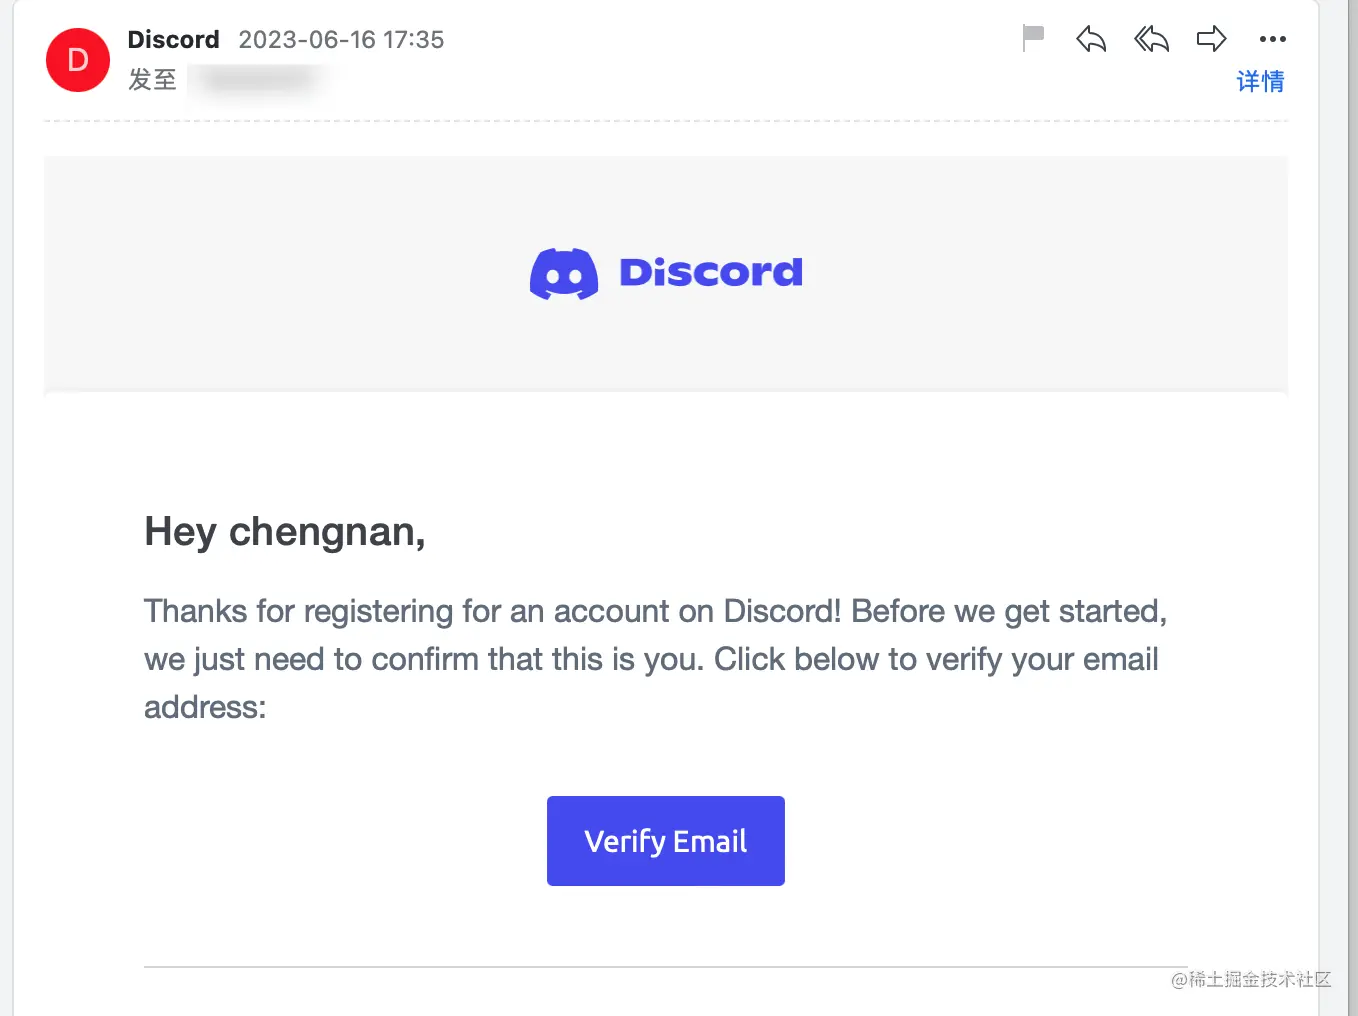 D
Discord 2023-06-16 17:35
发至
详情
Discord
Hey chengnan,
Thanks for registering for an account on Discord! Before we get started,
we just need to confirm that this is you. Click below to verify your email
address:
Verify Email
@稀土掘金技术社区